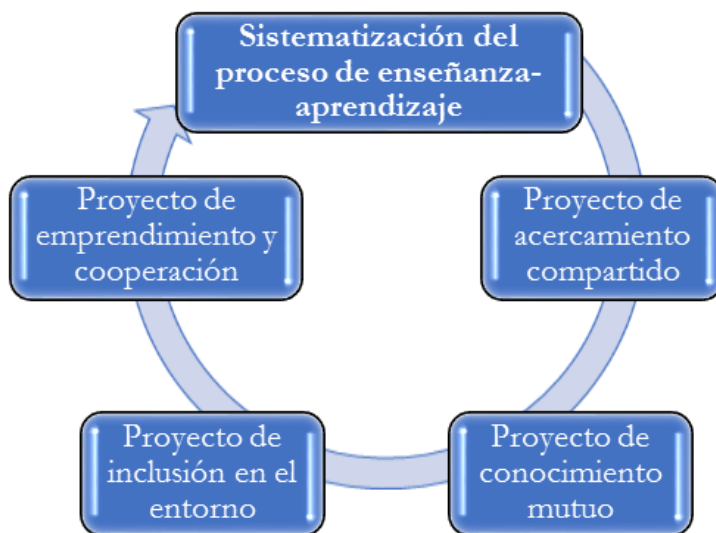 Sistematización del
proceso de enseñanza-
aprendizaje
Proyecto de
acercamiento
compartido
Proyecto de
conocimiento
mutuo
Proyecto de
inclusión en el
entorno
Proyecto de
emprendimiento y
cooperación